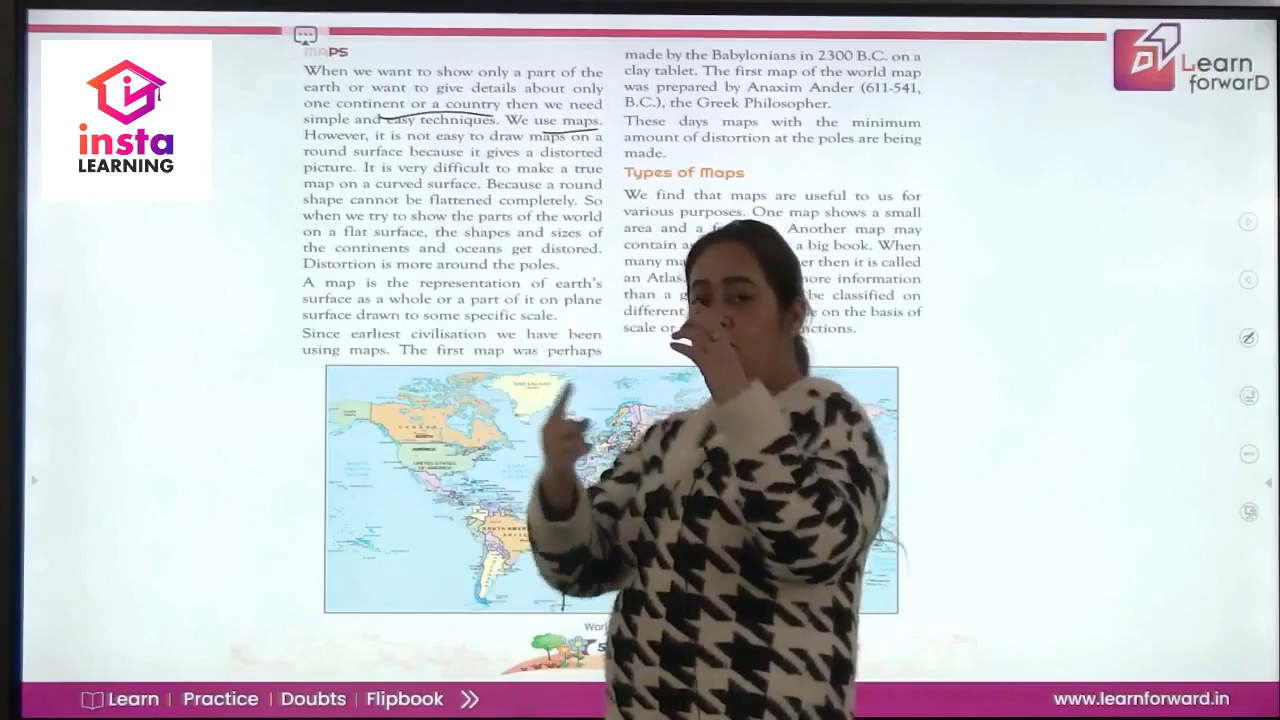 insta
LEARNING
Learn
forwarD
MAPS
When we want to show only a part of the
earth or want to give details about only
one continent or a country then we need
simple and easy techniques. We use maps.
However, it is not easy to draw maps on a
round surface because it gives a distorted
picture. It is very difficult to make a true
map on a curved surface. Because a round
shape cannot be flattened completely. So
when we try to show the parts of the world
on a flat surface, the shapes and sizes of
the continents and oceans get distored.
Distortion is more around the poles.
A map is the representation of earth's
surface as a whole or a part of it on plane
surface drawn to some specific scale.
Since earliest civilisation we have been
using maps. The first map was perhaps
made by the Babylonians in 2300 B.C. on a
clay tablet. The first map of the world map
was prepared by Anaxim Ander (611-541,
B.C.), the Greek Philosopher.
These days maps with the minimum
amount of distortion at the poles are being
made.
Types of Maps
We find that maps are useful to us for
various purposes. One map shows a small
area and a Another map may
contain a big book. When
many then it is called
an Atlas. more information
than a be classified on
different on the basis of
scale or
CANADA
AMERICA
UNITED STATES
OF AMERICA
5
Learn | Practice | Doubts | Flipbook
www.learnforward.in